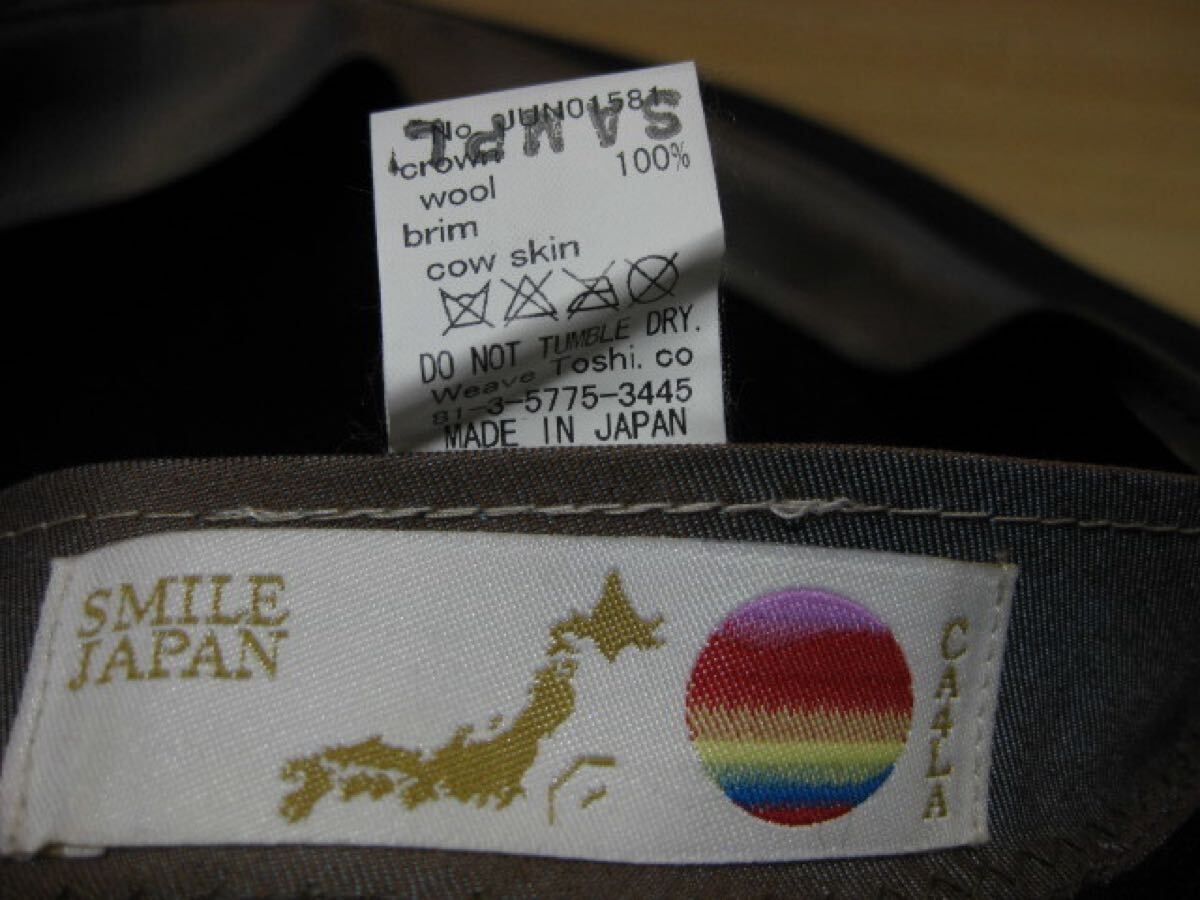 No. JUN01581
SAMPL
crown
wool 100%
brim
cow skin
DO NOT TUMBLE DRY.
Weave Toshi. co
81-3-5775-3445
MADE IN JAPAN
SMILE
JAPAN
CA4LA